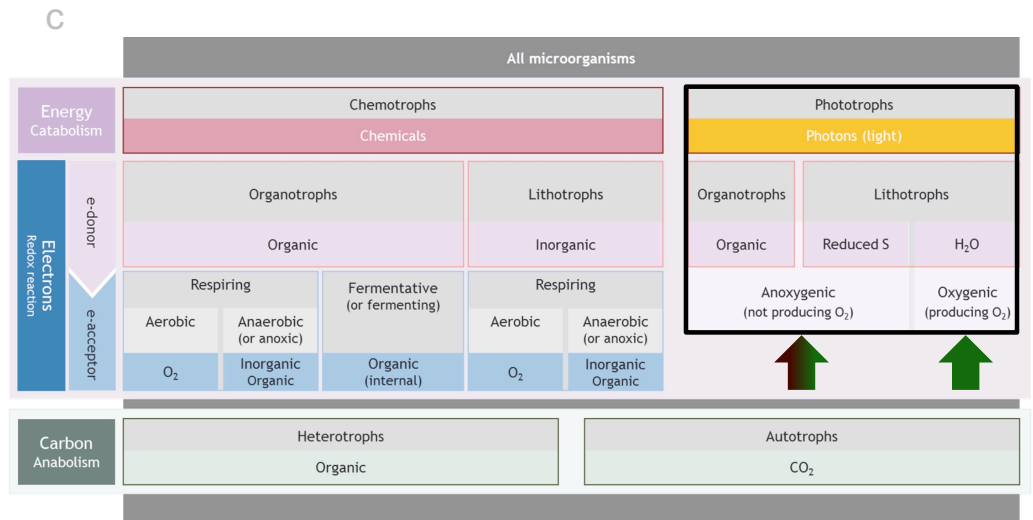 C
All microorganisms
Energy
Catabolism
Chemotrophs
Chemicals
Phototrophs
Photons (light)
Electrons
Redox reaction
e-donor
e-acceptor
Organotrophs
Organic
Lithotrophs
Inorganic
Organotrophs
Organic
Lithotrophs
Reduced S
H₂O
Respiring
Aerobic
O₂
Anaerobic
(or anoxic)
Inorganic
Organic
Fermentative
(or fermenting)
Organic
(internal)
Respiring
Aerobic
O₂
Anaerobic
(or anoxic)
Inorganic
Organic
Anoxygenic
(not producing O₂)
Oxygenic
(producing O₂)
Carbon
Anabolism
Heterotrophs
Organic
Autotrophs
CO₂